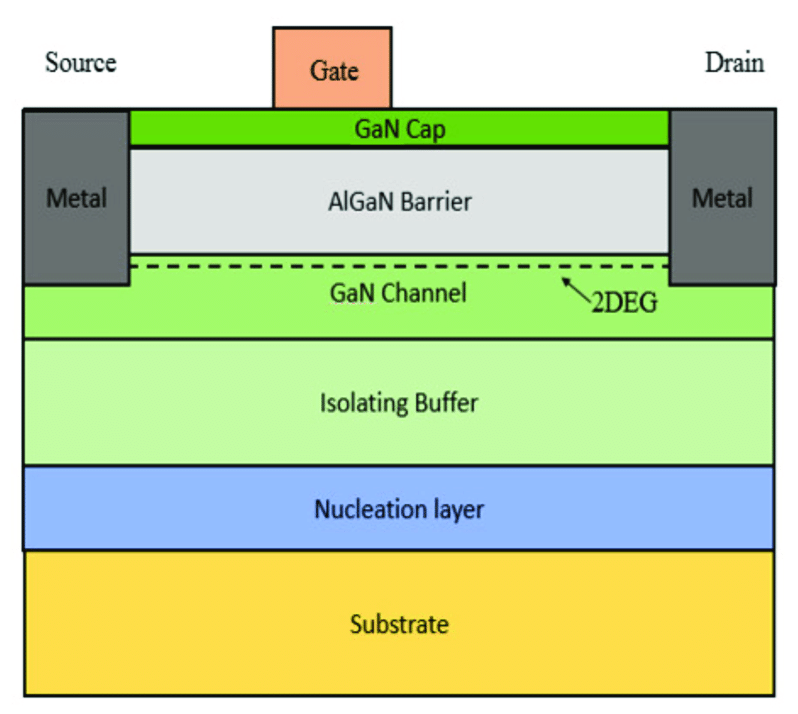 Source
Gate
Drain
GaN Cap
Metal
AlGaN Barrier
Metal
GaN Channel
2DEG
Isolating Buffer
Nucleation layer
Substrate